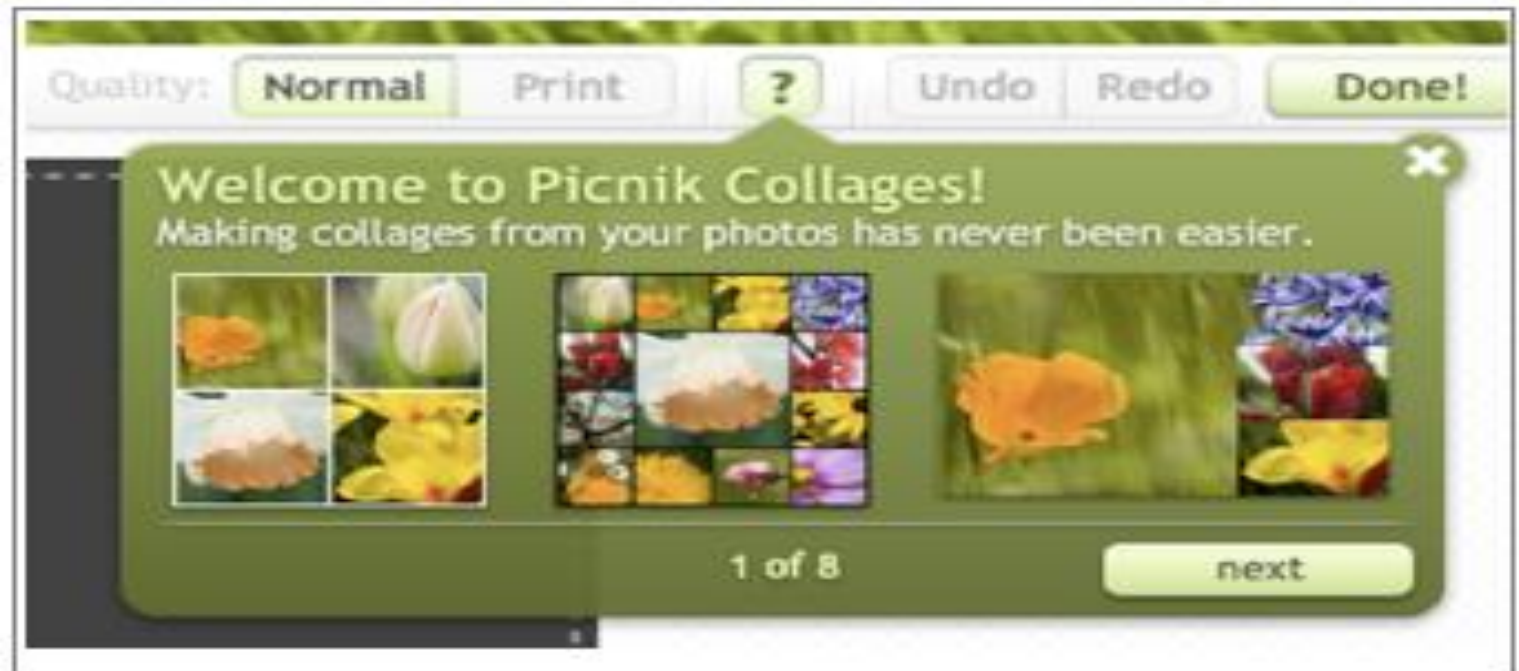 Quality: Normal Print ? Undo Redo Done!
Welcome to Picnik Collages!
Making collages from your photos has never been easier.
1 of 8 next